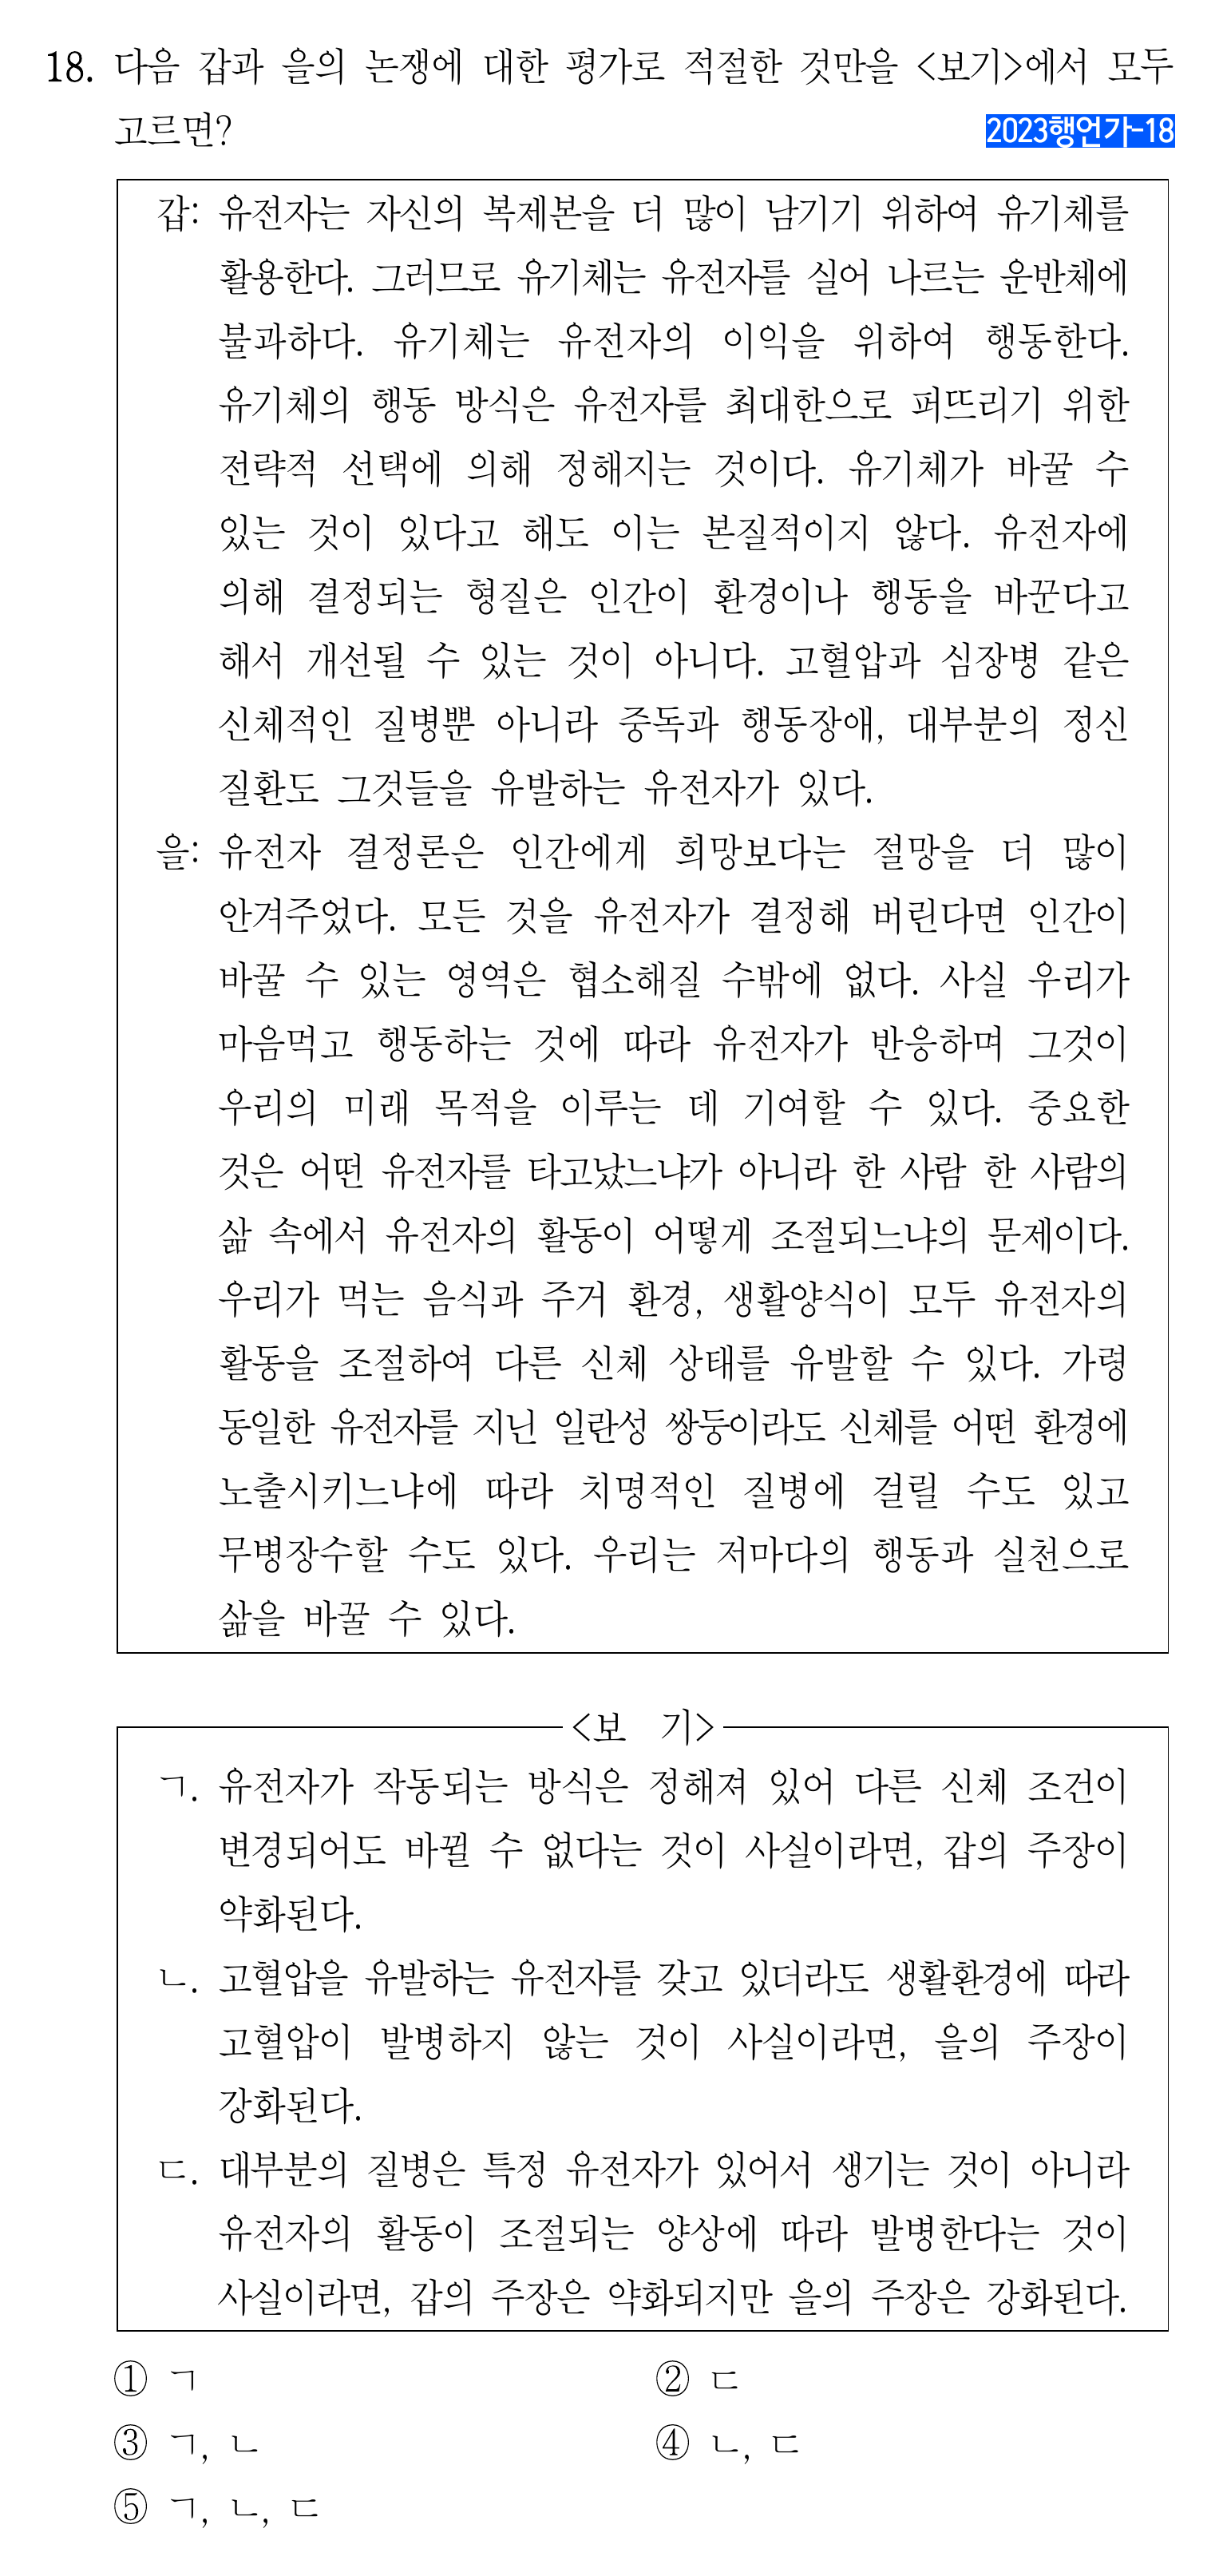 18. 다음 갑과 을의 논쟁에 대한 평가로 적절한 것만을 <보기>에서 모두
고르면?
2023행언가-18
갑: 유전자는 자신의 복제본을 더 많이 남기기 위하여 유기체를
활용한다. 그러므로 유기체는 유전자를 실어 나르는 운반체에
불과하다. 유기체는 유전자의 이익을 위하여 행동한다.
유기체의 행동 방식은 유전자를 최대한으로 퍼뜨리기 위한
전략적 선택에 의해 정해지는 것이다. 유기체가 바꿀 수
있는 것이 있다고 해도 이는 본질적이지 않다. 유전자에
의해 결정되는 형질은 인간이 환경이나 행동을 바꾼다고
해서 개선될 수 있는 것이 아니다. 고혈압과 심장병 같은
신체적인 질병뿐 아니라 중독과 행동장애, 대부분의 정신
질환도 그것들을 유발하는 유전자가 있다.
을: 유전자 결정론은 인간에게 희망보다는 절망을 더 많이
안겨주었다. 모든 것을 유전자가 결정해 버린다면 인간이
바꿀 수 있는 영역은 협소해질 수밖에 없다. 사실 우리가
마음먹고 행동하는 것에 따라 유전자가 반응하며 그것이
우리의 미래 목적을 이루는 데 기여할 수 있다. 중요한
것은 어떤 유전자를 타고났느냐가 아니라 한 사람 한 사람의
삶 속에서 유전자의 활동이 어떻게 조절되느냐의 문제이다.
우리가 먹는 음식과 주거 환경, 생활양식이 모두 유전자의
활동을 조절하여 다른 신체 상태를 유발할 수 있다. 가령
동일한 유전자를 지닌 일란성 쌍둥이라도 신체를 어떤 환경에
노출시키느냐에 따라 치명적인 질병에 걸릴 수도 있고
무병장수할 수도 있다. 우리는 저마다의 행동과 실천으로
삶을 바꿀 수 있다.
<보 기>
ㄱ. 유전자가 작동되는 방식은 정해져 있어 다른 신체 조건이
변경되어도 바뀔 수 없다는 것이 사실이라면, 갑의 주장이
약화된다.
ㄴ. 고혈압을 유발하는 유전자를 갖고 있더라도 생활환경에 따라
고혈압이 발병하지 않는 것이 사실이라면, 을의 주장이
강화된다.
ㄷ. 대부분의 질병은 특정 유전자가 있어서 생기는 것이 아니라
유전자의 활동이 조절되는 양상에 따라 발병한다는 것이
사실이라면, 갑의 주장은 약화되지만 을의 주장은 강화된다.
① ㄱ ② ㄷ
③ ㄱ, ㄴ ④ ㄴ, ㄷ
⑤ ㄱ, ㄴ, ㄷ